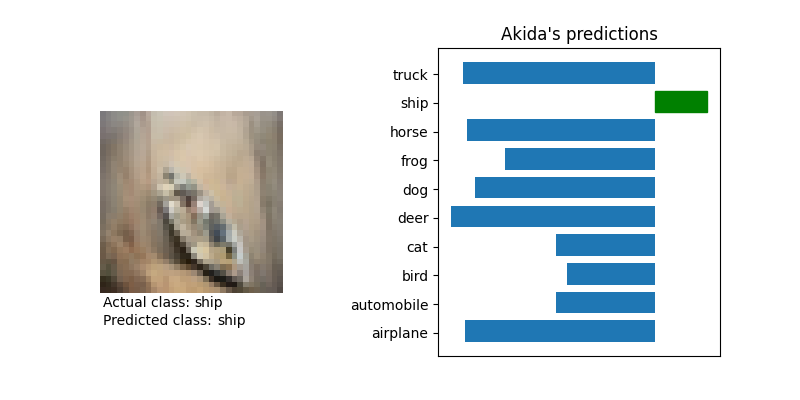 Akida's predictions
truck
ship
horse
frog
dog
deer
cat
bird
automobile
airplane
Actual class: ship
Predicted class: ship